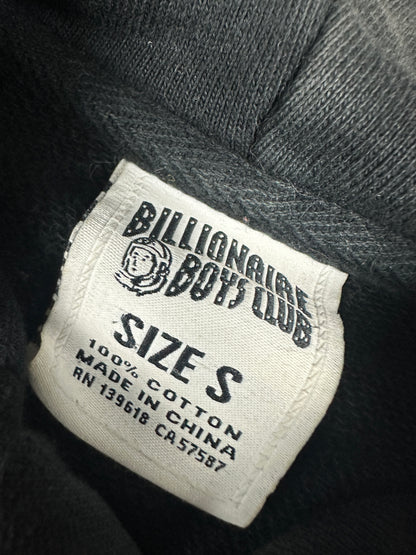 BILLIONAIRE
BOYS CLUB
SIZE S
100% COTTON
MADE IN CHINA
RN 139618 CA 57587